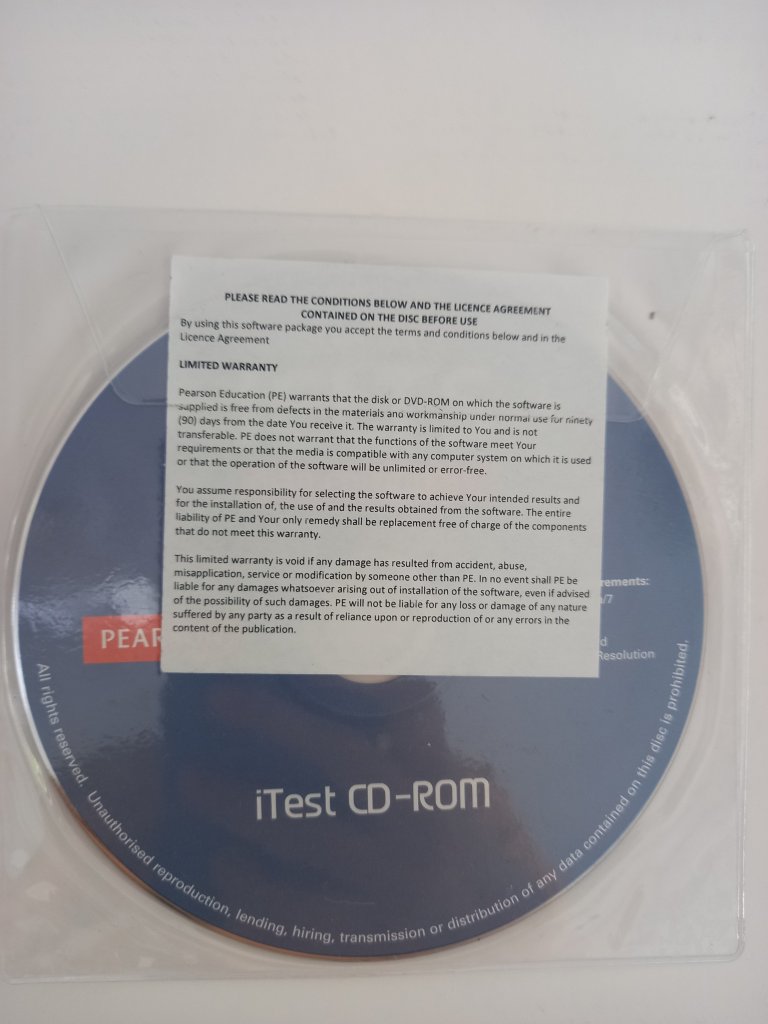 PLEASE READ THE CONDITIONS BELOW AND THE LICENCE AGREEMENT
CONTAINED ON THE DISC BEFORE USE
By using this software package you accept the terms and conditions below and in the
Licence Agreement
LIMITED WARRANTY
Pearson Education (PE) warrants that the disk or DVD-ROM on which the software is
supplied is free from defects in the materials and workmanship under normal use for ninety
(90) days from the date You receive it. The warranty is limited to You and is not
transferable. PE does not warrant that the functions of the software meet Your
requirements or that the media is compatible with any computer system on which it is used
or that the operation of the software will be unlimited or error-free.
You assume responsibility for selecting the software to achieve Your intended results and
for the installation of, the use of and the results obtained from the software. The entire
liability of PE and Your only remedy shall be replacement free of charge of the components
that do not meet this warranty.
This limited warranty is void if any damage has resulted from accident, abuse,
misapplication, service or modification by someone other than PE. In no event shall PE be
liable for any damages whatsoever arising out of installation of the software, even if advised
of the possibility of such damages. PE will not be liable for any loss or damage of any nature
suffered by any party as a result of reliance upon or reproduction of or any errors in the
content of the publication.
rements:
/7
d
Resolution
PEAR
iTest CD-ROM
All rights reserved. Unauthorised reproduction, lending, hiring, transmission or distribution of any data contained on this disc is prohibited.